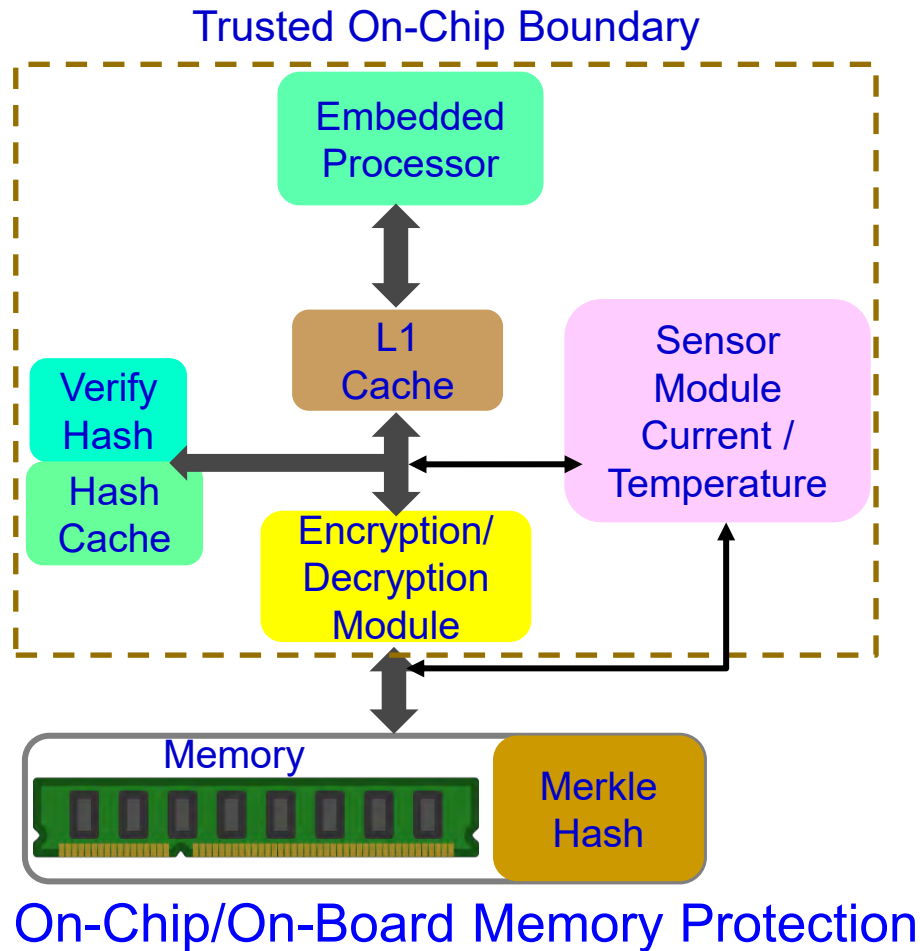 Trusted On-Chip Boundary
Embedded
Processor
L1
Cache
Sensor
Module
Current /
Temperature
Verify
Hash
Hash
Cache
Encryption/
Decryption
Module
Memory
Merkle
Hash
On-Chip/On-Board Memory Protection